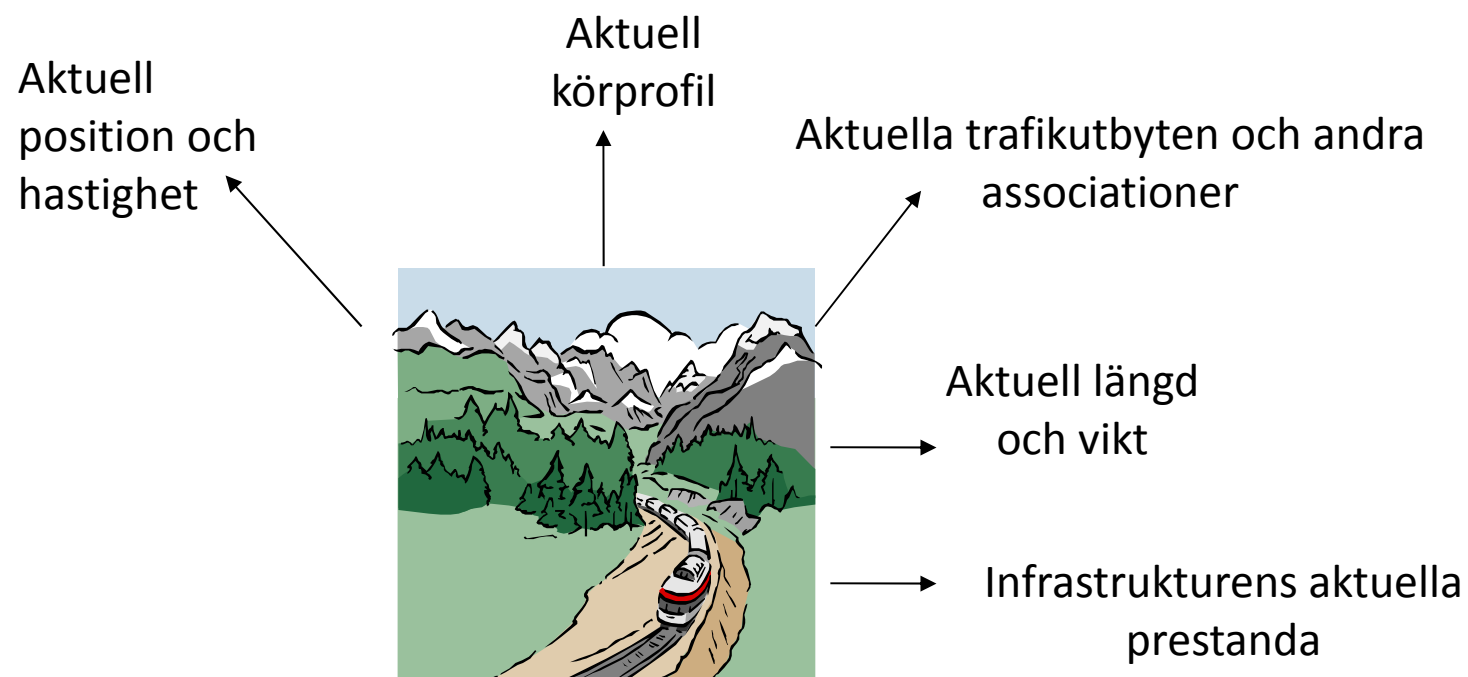 Aktuell
position och
hastighet
Aktuell
körprofil
Aktuella trafikutbyten och andra
associationer
Aktuell längd
och vikt
Infrastrukturens aktuella
prestanda